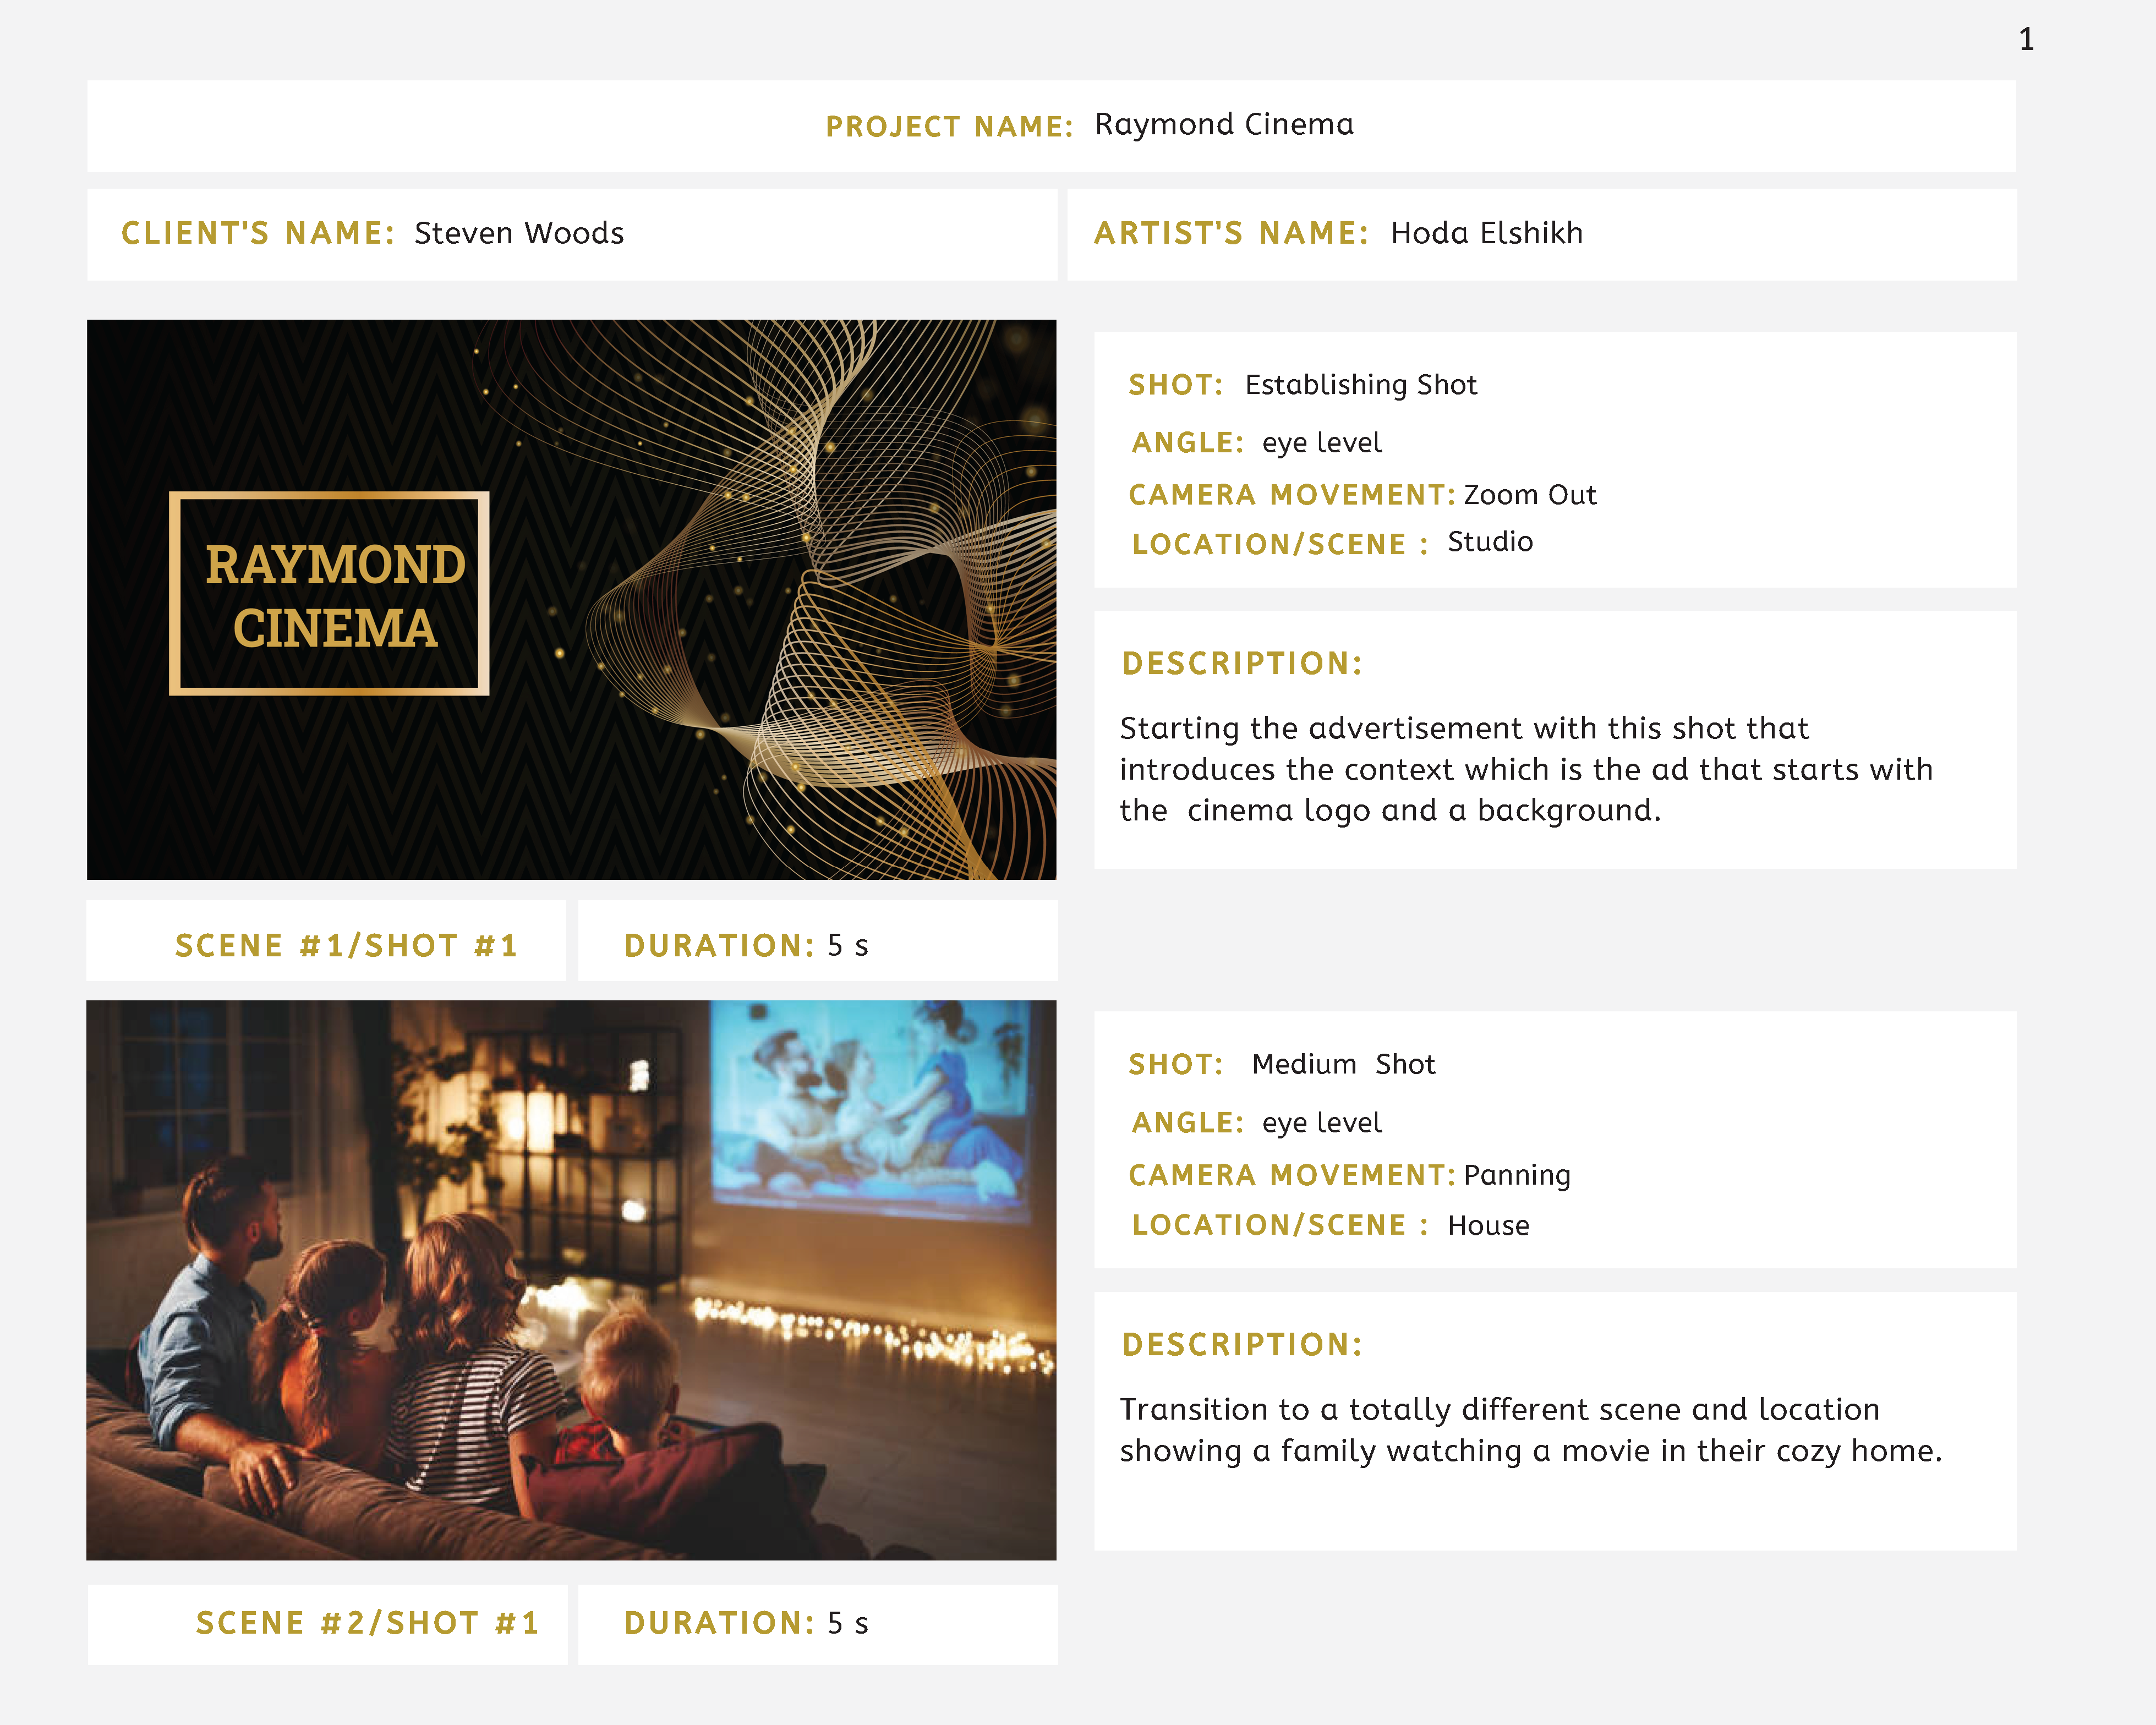 1
PROJECT NAME: Raymond Cinema
CLIENT'S NAME: Steven Woods
ARTIST'S NAME: Hoda Elshikh
RAYMOND
CINEMA
SHOT: Establishing Shot
ANGLE: eye level
CAMERA MOVEMENT: Zoom Out
LOCATION/SCENE : Studio
DESCRIPTION:
Starting the advertisement with this shot that
introduces the context which is the ad that starts with
the cinema logo and a background.
SCENE #1/SHOT #1
DURATION: 5 s
SHOT: Medium Shot
ANGLE: eye level
CAMERA MOVEMENT: Panning
LOCATION/SCENE : House
DESCRIPTION:
Transition to a totally different scene and location
showing a family watching a movie in their cozy home.
SCENE #2/SHOT #1
DURATION: 5 s